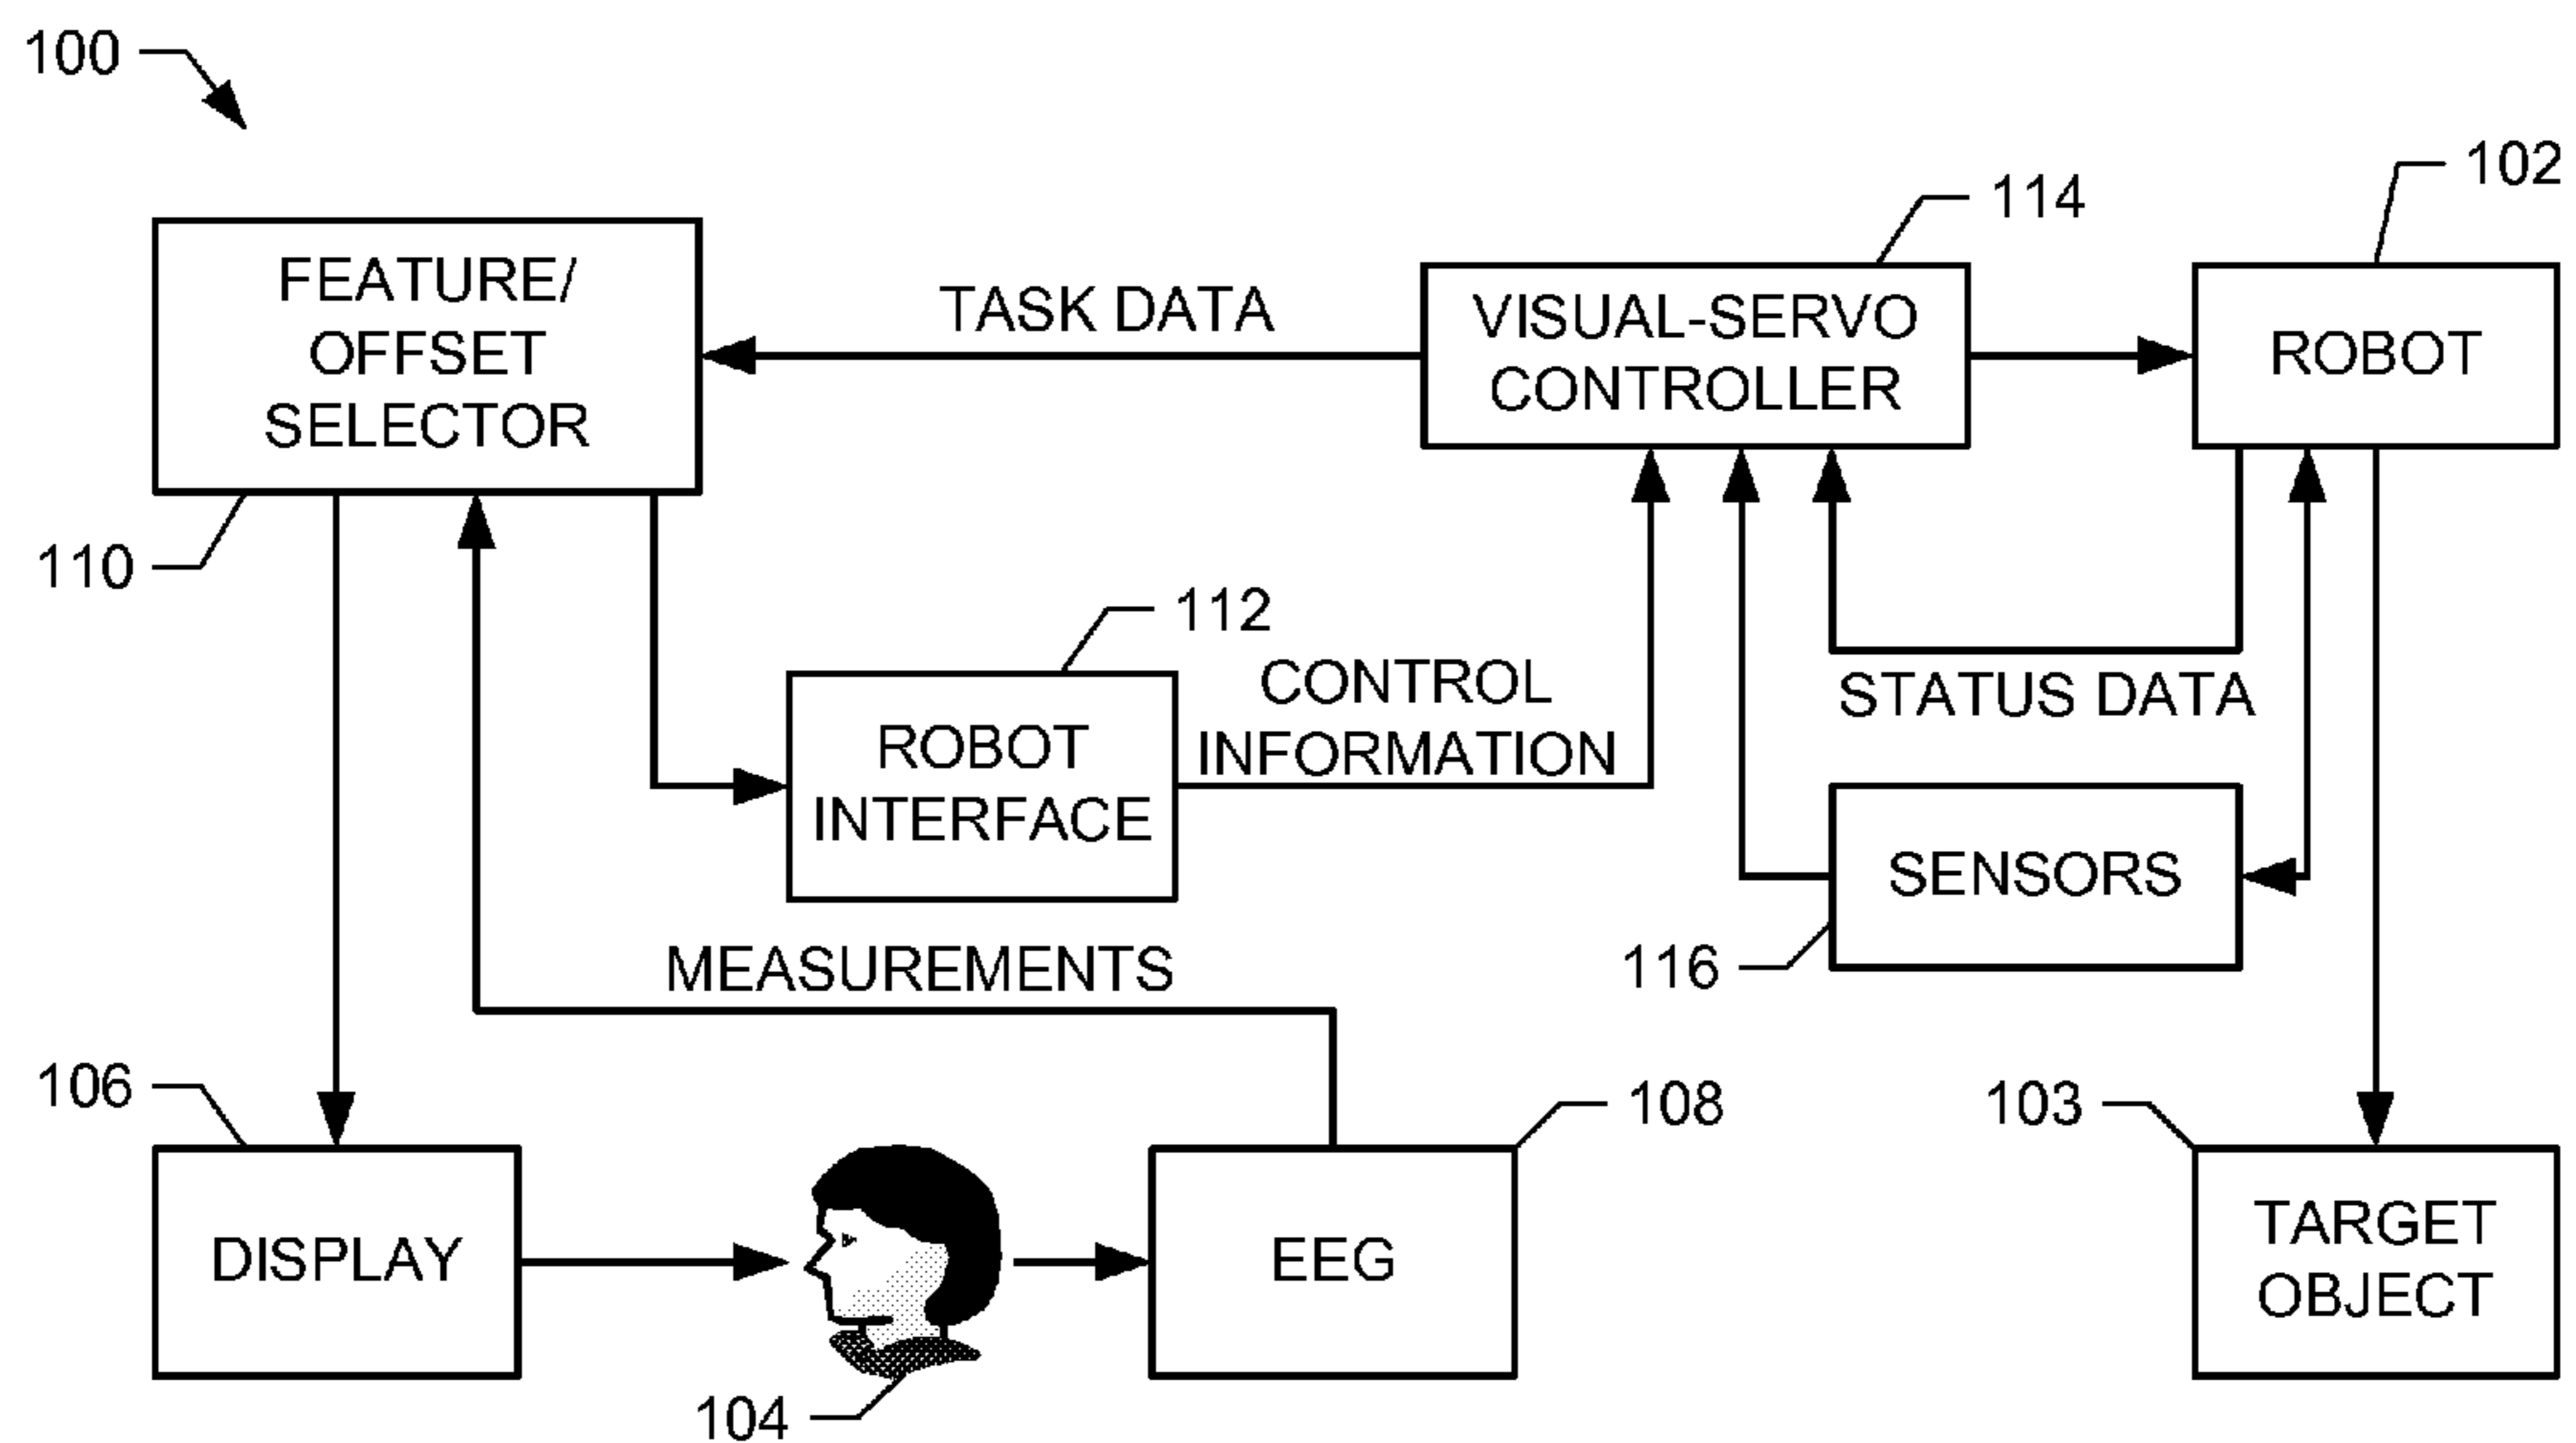 100
102
114
FEATURE/
OFFSET
SELECTOR
TASK DATA
VISUAL-SERVO
CONTROLLER
ROBOT
110
112
CONTROL
INFORMATION
STATUS DATA
ROBOT
INTERFACE
SENSORS
116
MEASUREMENTS
106
108
103
DISPLAY
EEG
TARGET
OBJECT
104